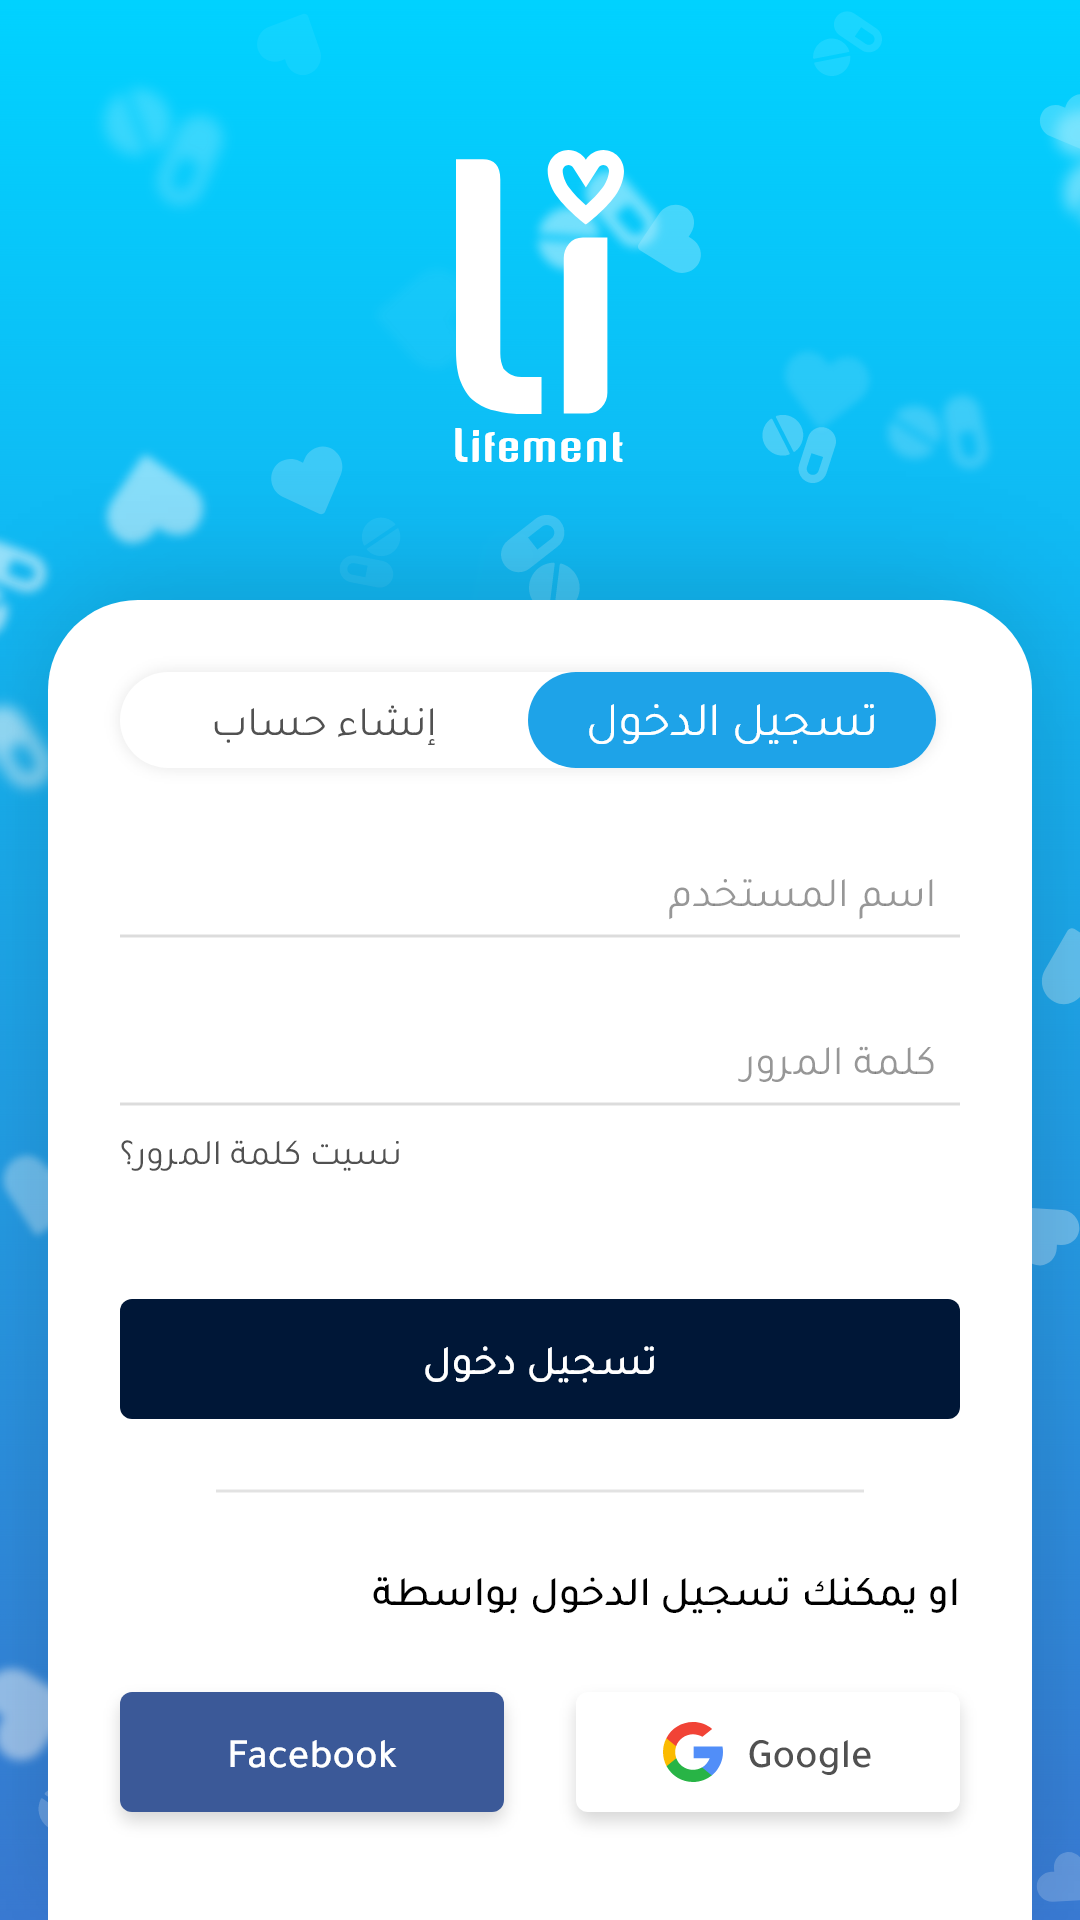 Li
Lifement
تسجيل الدخول
إنشاء حساب
اسم المستخدم
كلمة المرور
نسيت كلمة المرور؟
تسجيل دخول
او يمكنك تسجيل الدخول بواسطة
Google
Facebook